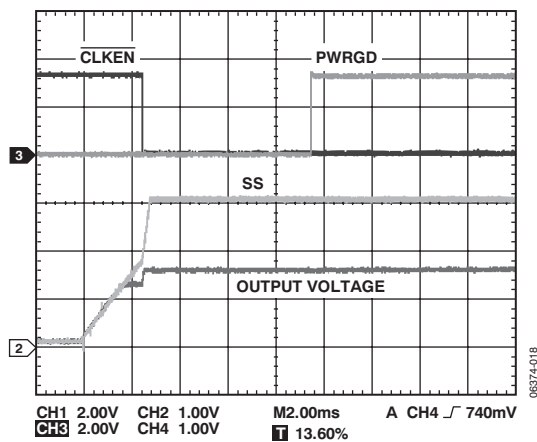 CLKEN
PWRGD
3
SS
OUTPUT VOLTAGE
2
CH1 2.00V CH2 1.00V M2.00ms A CH4 740mV
CH3 2.00V CH4 1.00V T 13.60%
06374-018